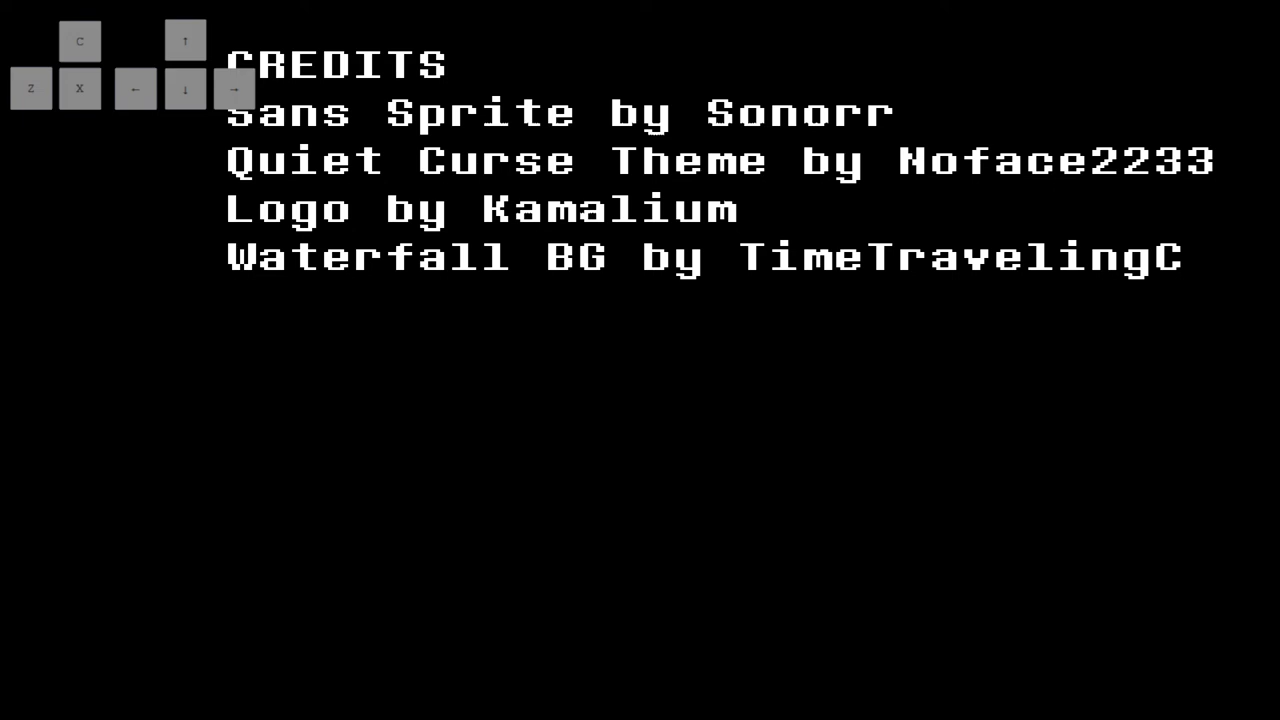 C ↑
Z X ← ↓ →
CREDITS
Sans Sprite by Sonorr
Quiet Curse Theme by Noface2233
Logo by Kamalium
Waterfall BG by TimeTravelingC